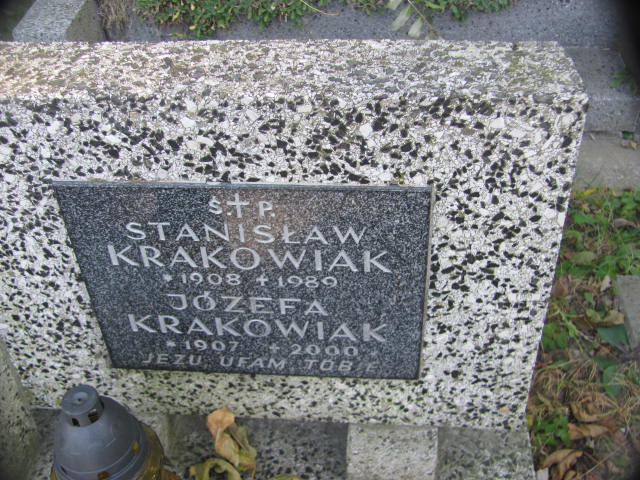 Ś.✝P.
STANISŁAW
KRAKOWIAK
*1908 ✝1989
JÓZEFA
KRAKOWIAK
*1907 ✝2000
JEZU UFAM TOBIE